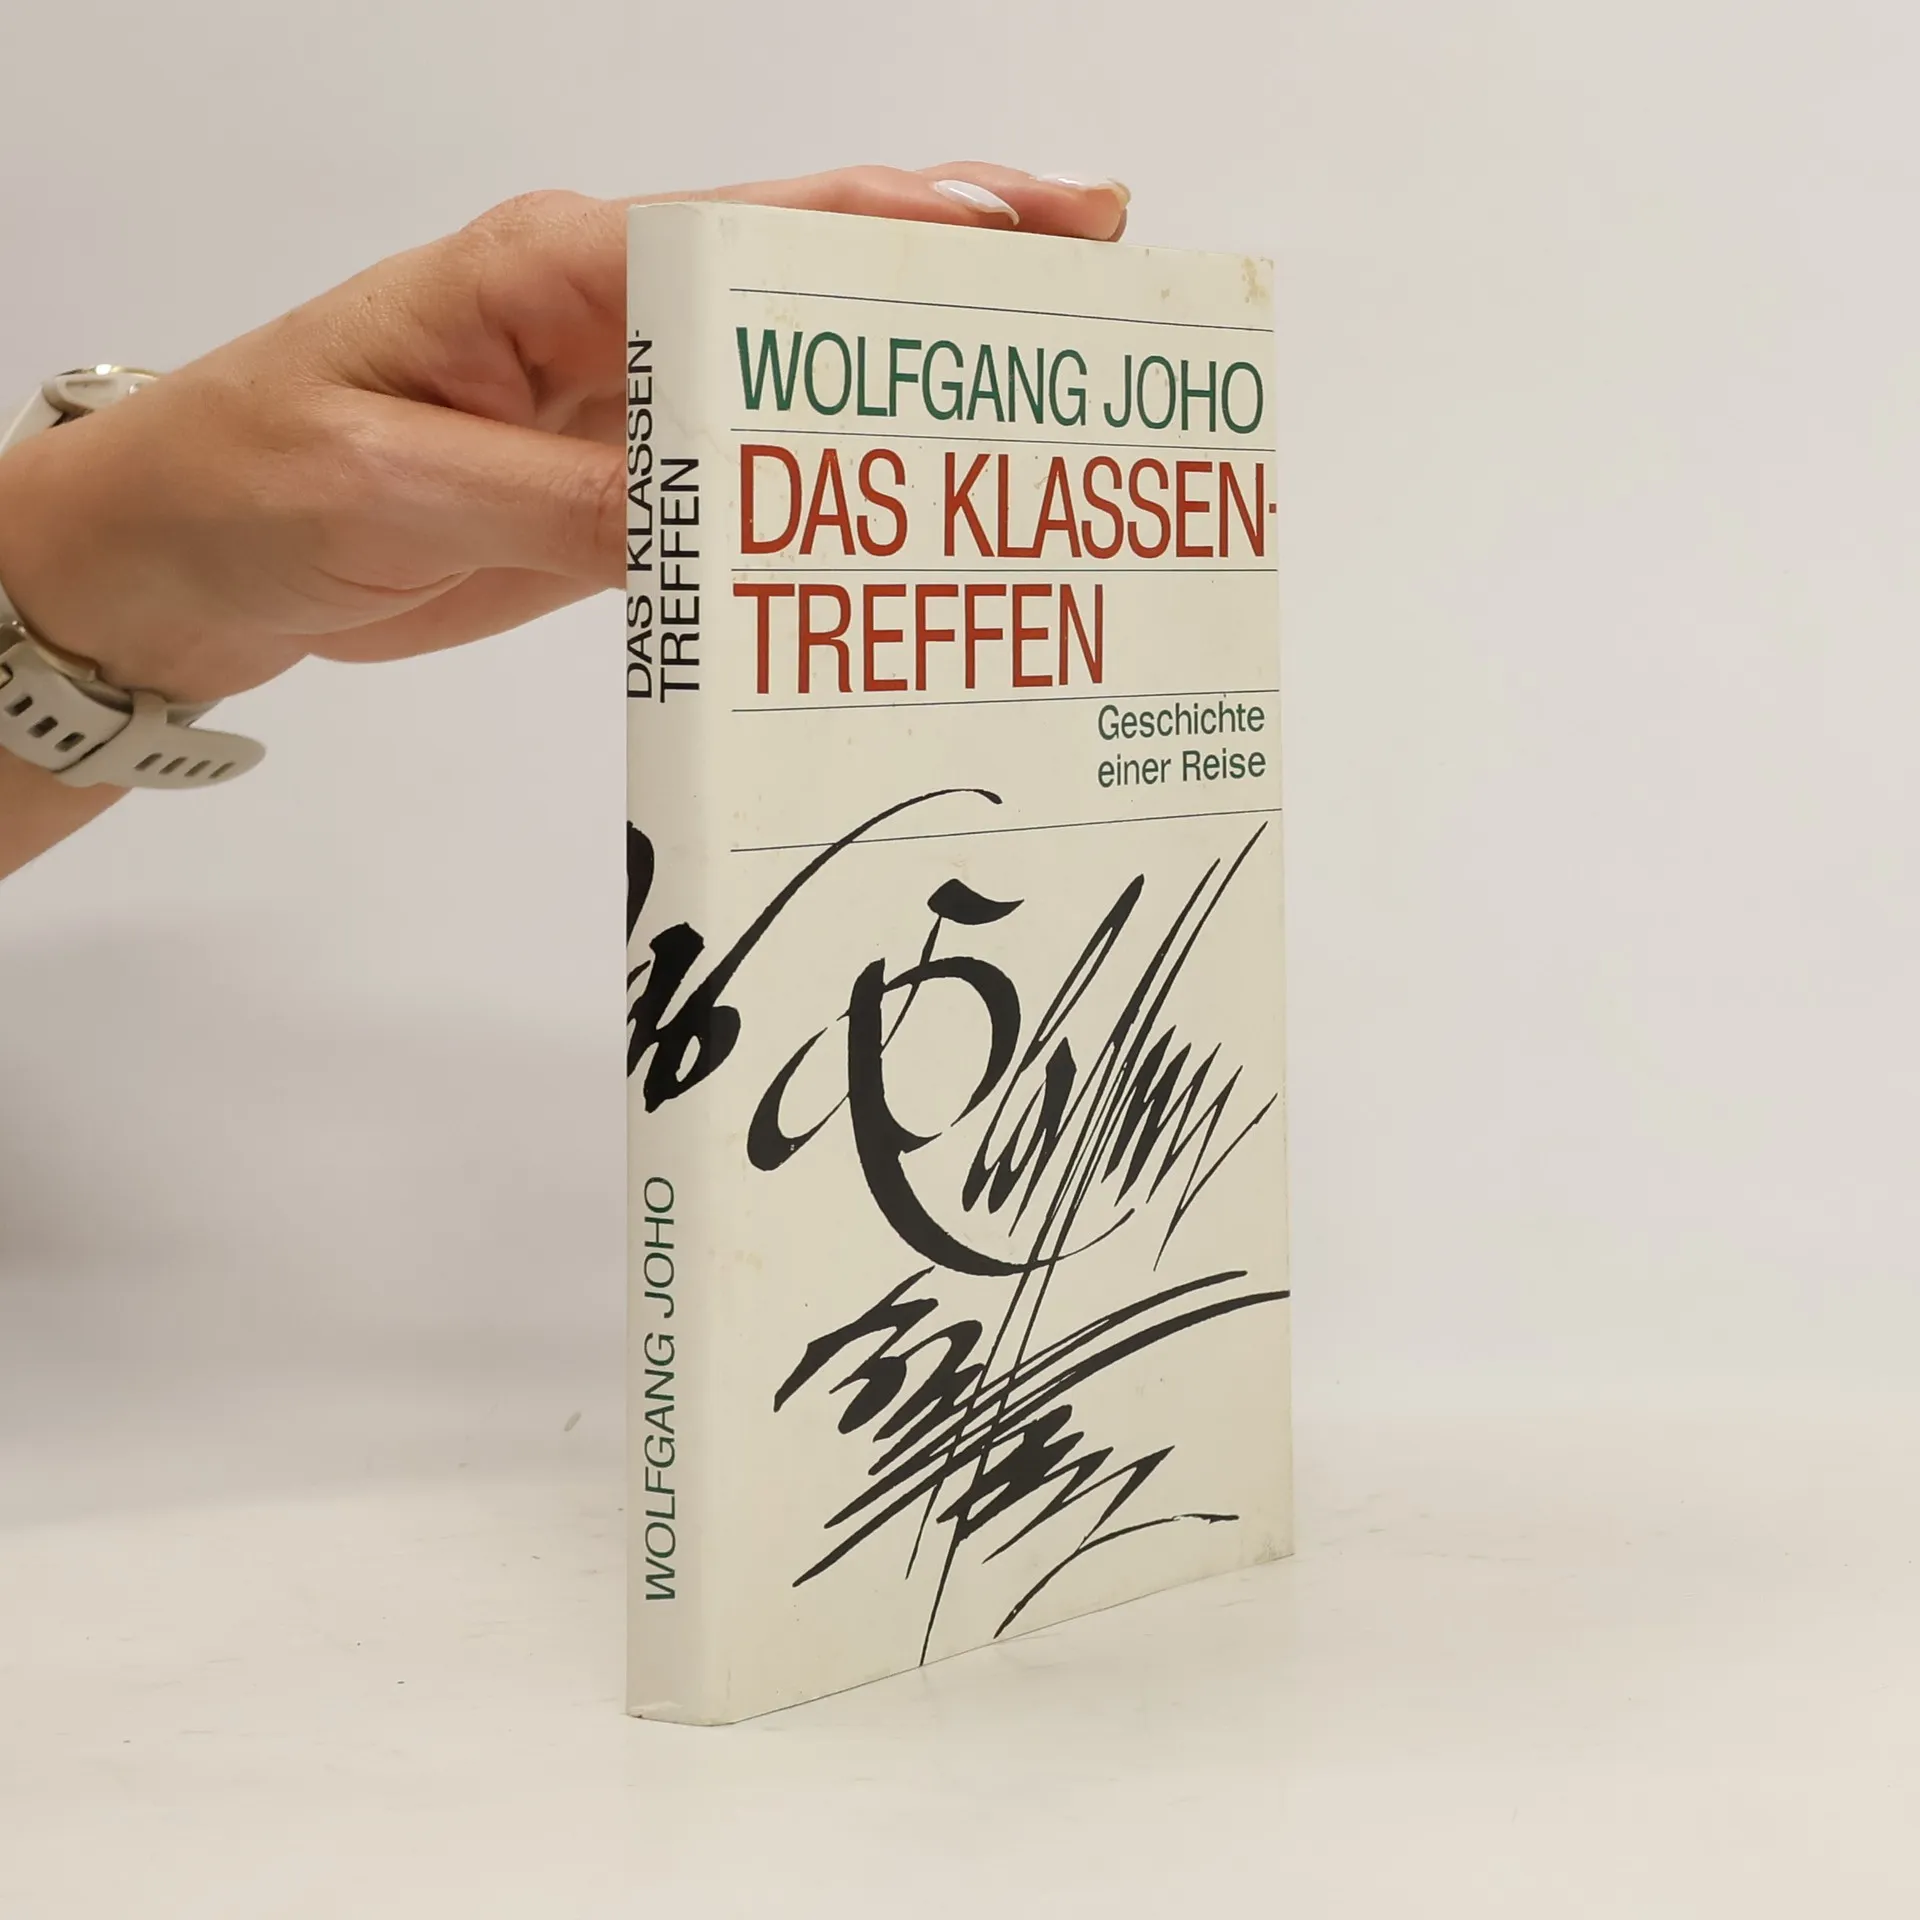 DAS KLASSEN-
TREFFEN
WOLFGANG JOHO
WOLFGANG JOHO
DAS KLASSEN-
TREFFEN
Geschichte
einer Reise